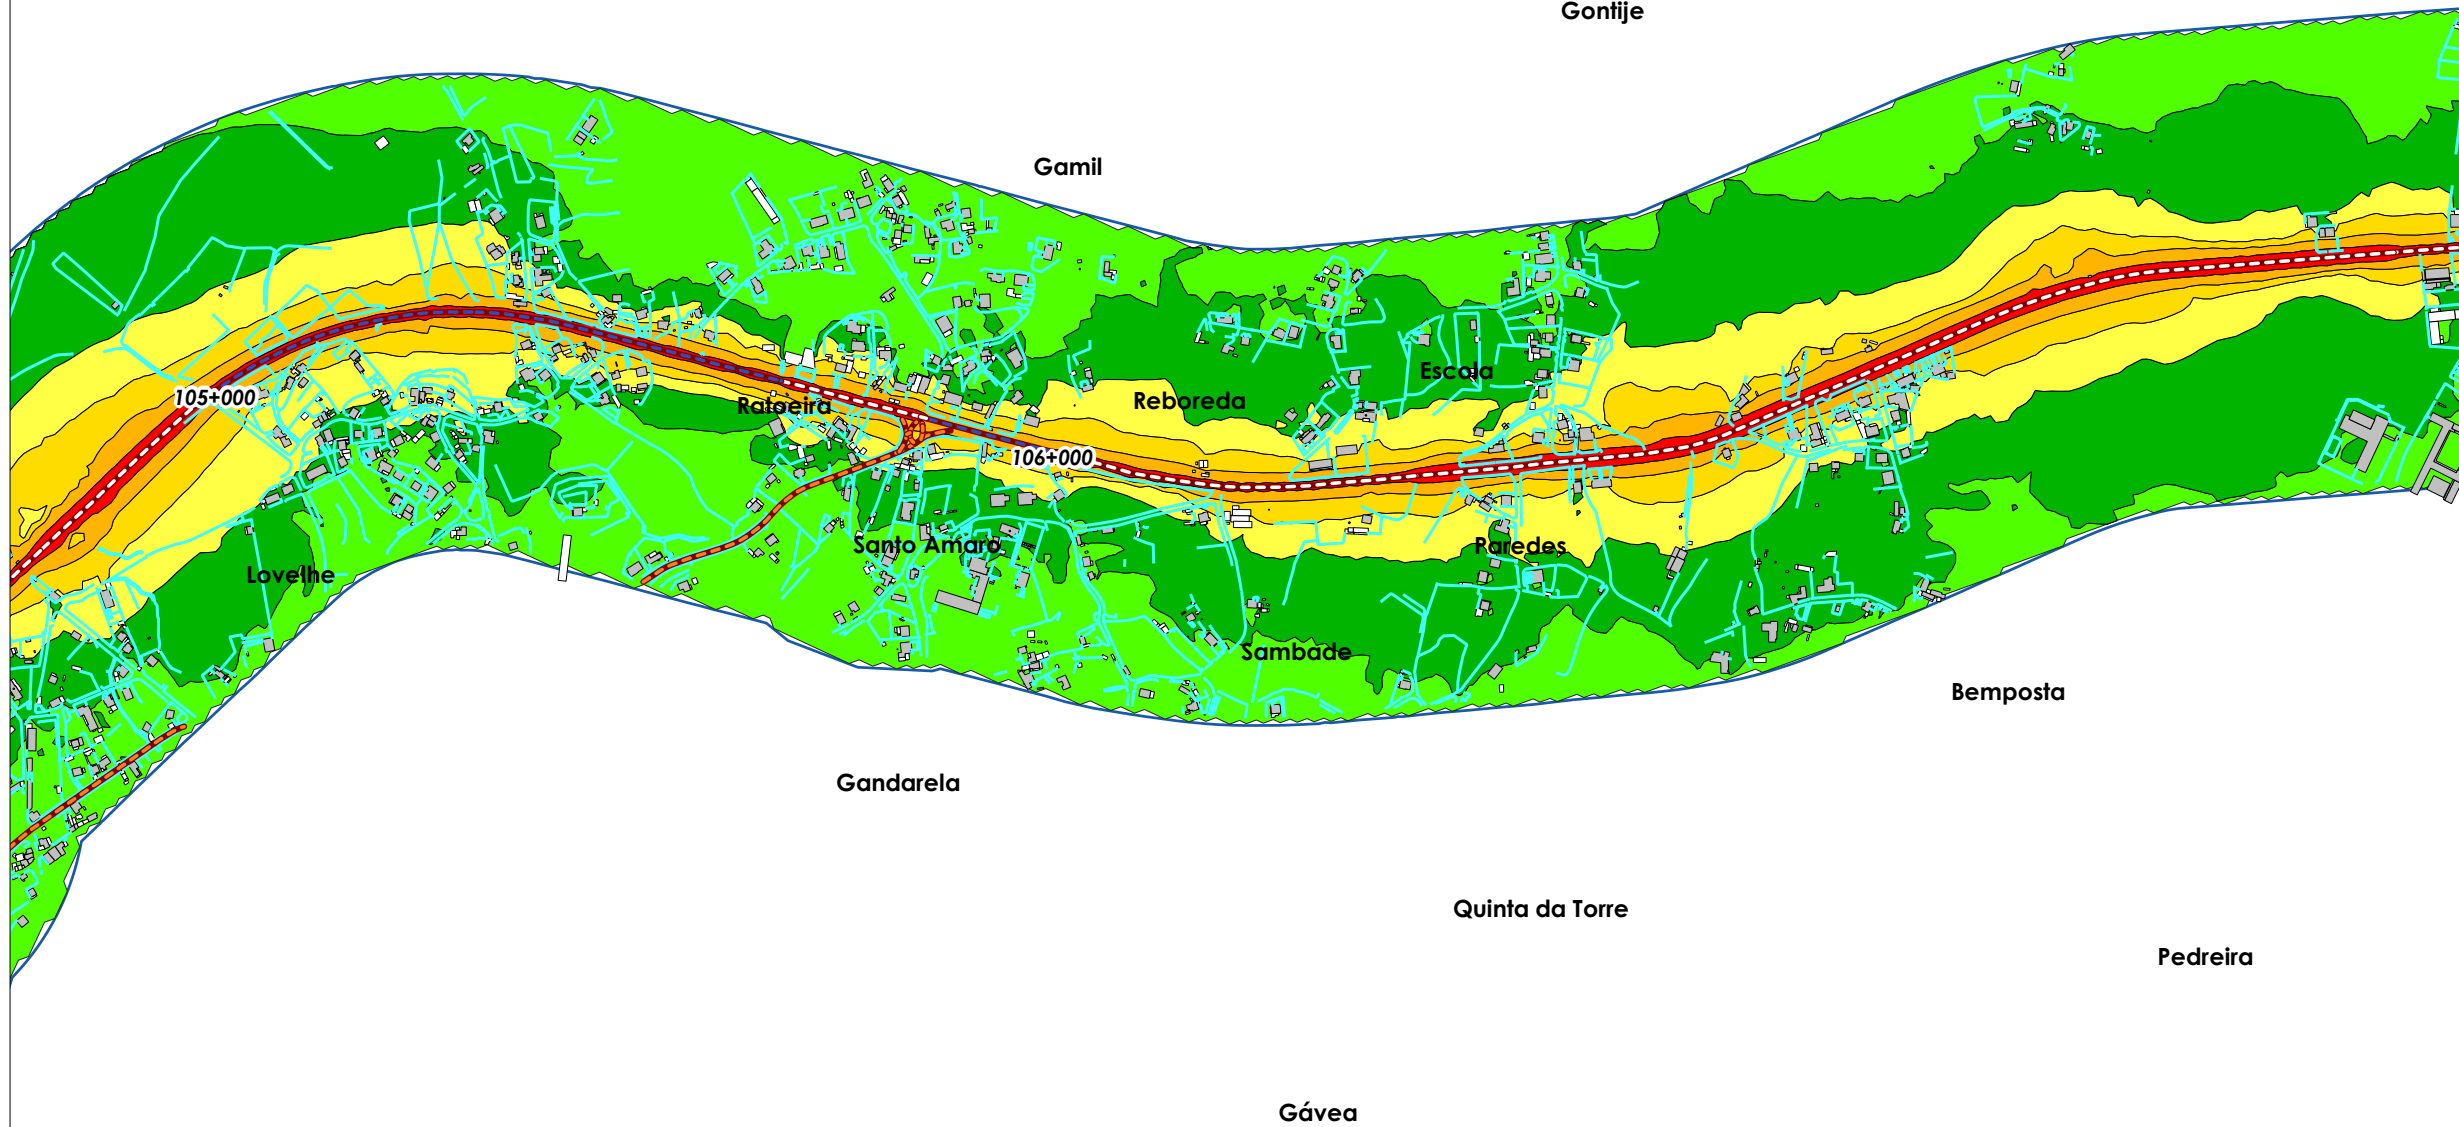 Gontije
Gamil
Escola
105+000
Reboreda
Ratoeira
106+000
Santo Amaro
Paredes
Lovelhe
Sambade
Bemposta
Gandarela
Quinta da Torre
Pedreira
Gávea